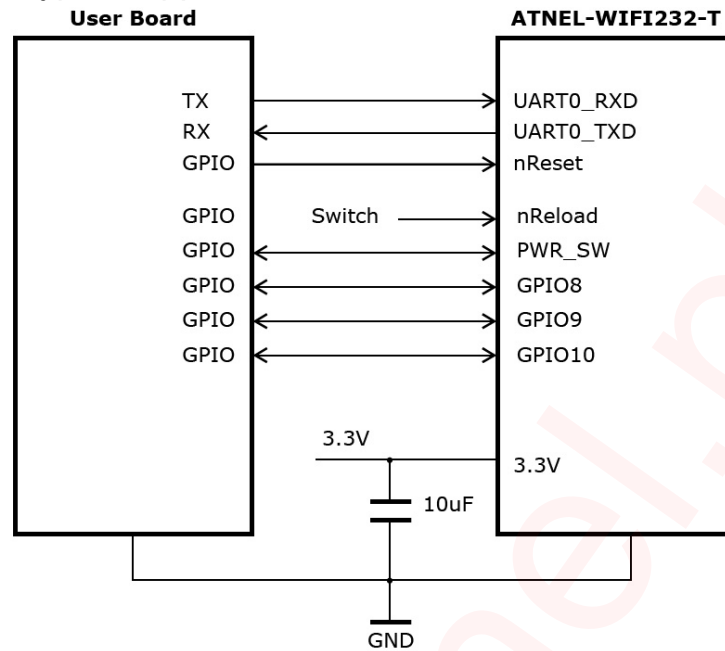 User Board ATNEL-WIFI232-T
TX UART0_RXD
RX UART0_TXD
GPIO nReset
GPIO Switch nReload
GPIO PWR_SW
GPIO GPIO8
GPIO GPIO9
GPIO GPIO10
3.3V
3.3V
10uF
GND